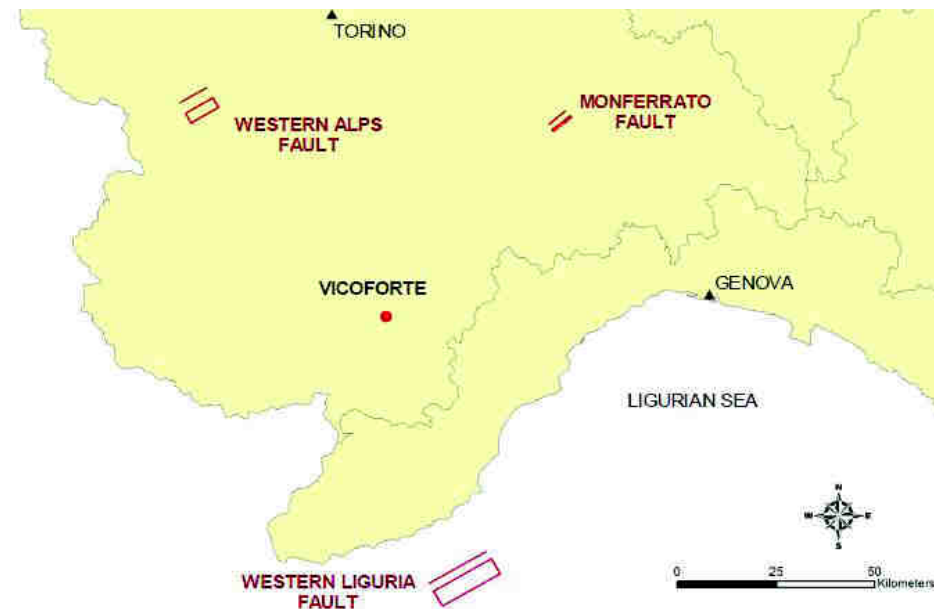 TORINO
WESTERN ALPS
FAULT
MONFERRATO
FAULT
VICOFORTE
GENOVA
LIGURIAN SEA
N
W E
S
WESTERN LIGURIA
FAULT
0 25 50
Kilometers